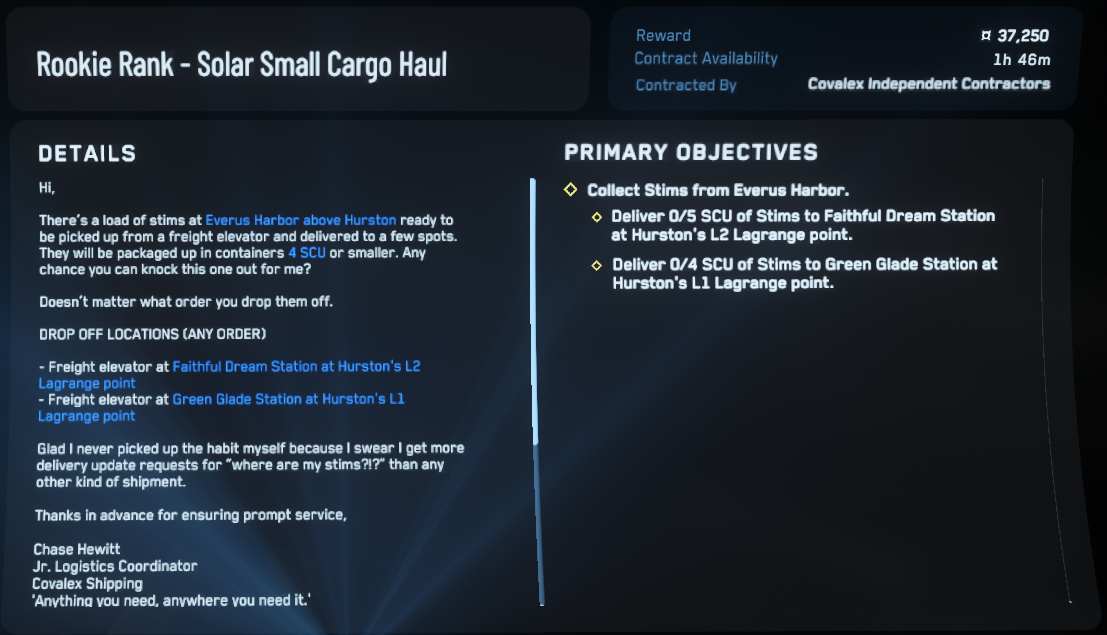 Rookie Rank - Solar Small Cargo Haul
Reward ¤ 37,250
Contract Availability 1h 46m
Contracted By Covalex Independent Contractors
DETAILS
Hi,
There's a load of stims at Everus Harbor above Hurston ready to
be picked up from a freight elevator and delivered to a few spots.
They will be packaged up in containers 4 SCU or smaller. Any
chance you can knock this one out for me?
Doesn't matter what order you drop them off.
DROP OFF LOCATIONS (ANY ORDER)
- Freight elevator at Faithful Dream Station at Hurston's L2
Lagrange point
- Freight elevator at Green Glade Station at Hurston's L1
Lagrange point
Glad I never picked up the habit myself because I swear I get more
delivery update requests for "where are my stims?!?" than any
other kind of shipment.
Thanks in advance for ensuring prompt service,
Chase Hewitt
Jr. Logistics Coordinator
Covalex Shipping
'Anything you need, anywhere you need it.'
PRIMARY OBJECTIVES
Collect Stims from Everus Harbor.
Deliver 0/5 SCU of Stims to Faithful Dream Station
at Hurston's L2 Lagrange point.
Deliver 0/4 SCU of Stims to Green Glade Station at
Hurston's L1 Lagrange point.